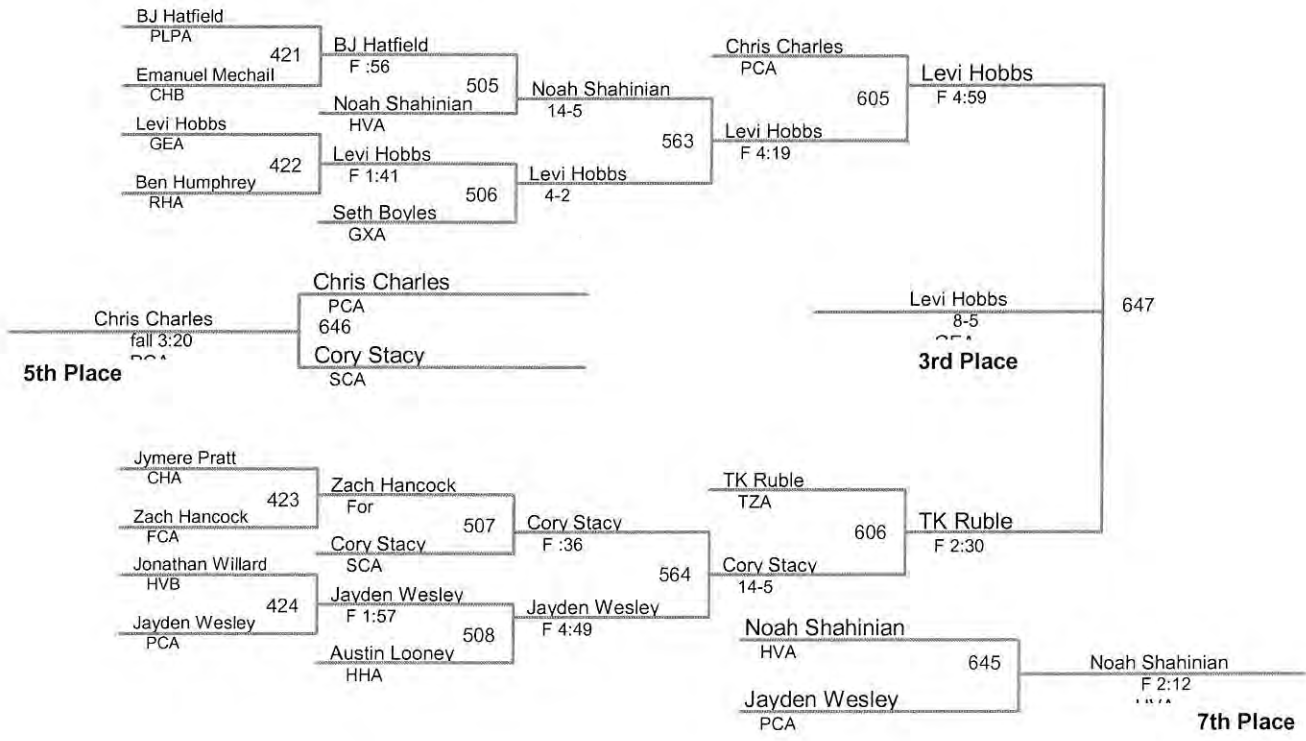 BJ Hatfield
PLPA
421
Emanuel Mechail
CHB
BJ Hatfield
F :56
505
Noah Shahinian
HVA
Levi Hobbs
GEA
422
Ben Humphrey
RHA
Levi Hobbs
F 1:41
506
Seth Boyles
GXA
Noah Shahinian
14-5
563
Levi Hobbs
4-2
Chris Charles
PCA
605
Levi Hobbs
F 4:19
Levi Hobbs
F 4:59
647
Chris Charles
PCA
646
Cory Stacy
SCA
Chris Charles
fall 3:20
5th Place
Levi Hobbs
8-5
3rd Place
Jymere Pratt
CHA
423
Zach Hancock
FCA
Zach Hancock
For
507
Cory Stacy
SCA
Jonathan Willard
HVB
424
Jayden Wesley
PCA
Jayden Wesley
F 1:57
508
Austin Looney
HHA
Cory Stacy
F :36
564
Jayden Wesley
F 4:49
TK Ruble
TZA
606
Cory Stacy
14-5
TK Ruble
F 2:30
Noah Shahinian
HVA
645
Jayden Wesley
PCA
Noah Shahinian
F 2:12
7th Place